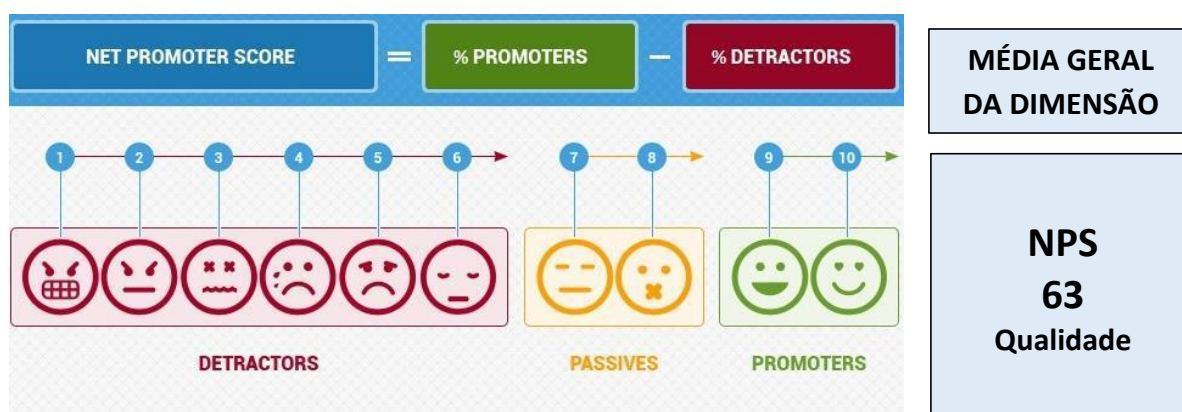 NET PROMOTER SCORE = % PROMOTERS — % DETRACTORS
1 2 3 4 5 6 7 8 9 10
DETRACTORS PASSIVES PROMOTERS
MÉDIA GERAL
DA DIMENSÃO
NPS
63
Qualidade